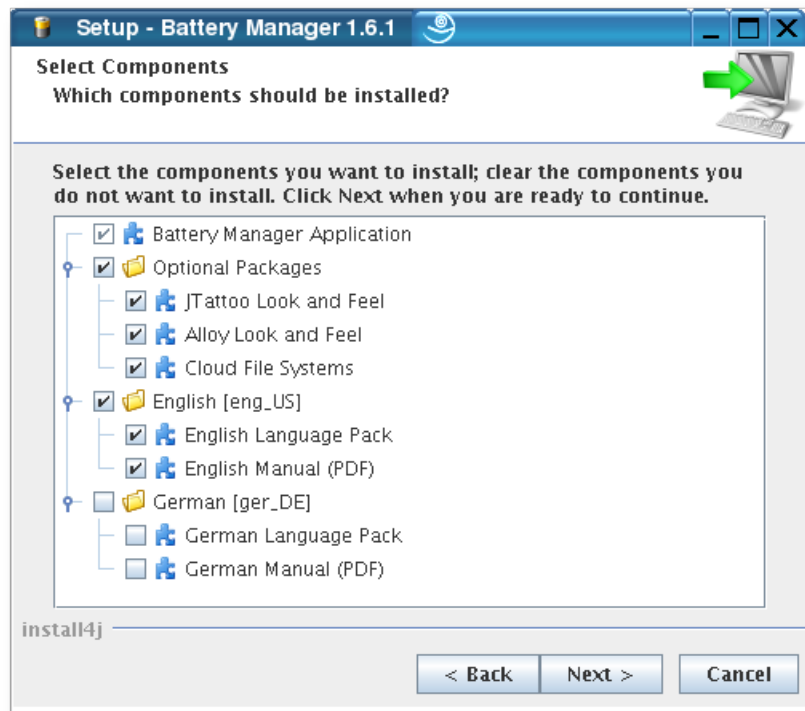 Setup - Battery Manager 1.6.1
Select Components
Which components should be installed?
Select the components you want to install; clear the components you
do not want to install. Click Next when you are ready to continue.
Battery Manager Application
Optional Packages
JTattoo Look and Feel
Alloy Look and Feel
Cloud File Systems
English [eng_US]
English Language Pack
English Manual (PDF)
German [ger_DE]
German Language Pack
German Manual (PDF)
install4j
< Back Next > Cancel